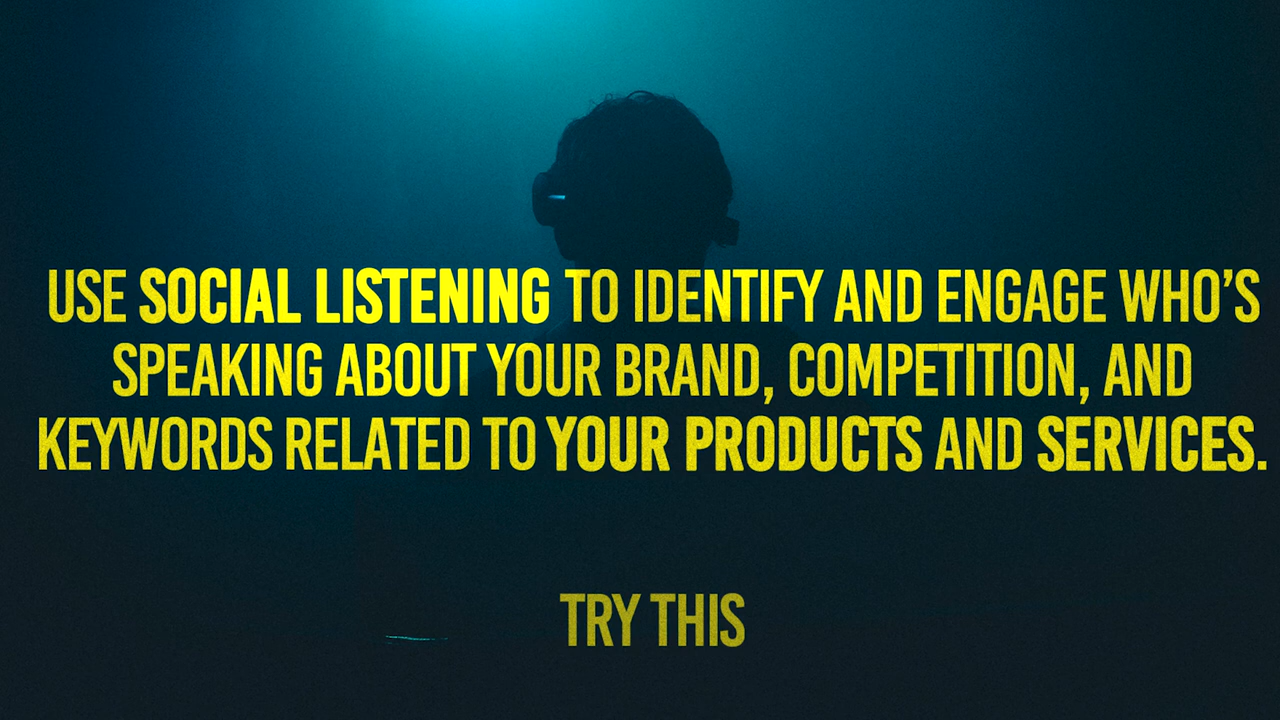 USE SOCIAL LISTENING TO IDENTIFY AND ENGAGE WHO’S
SPEAKING ABOUT YOUR BRAND, COMPETITION, AND
KEYWORDS RELATED TO YOUR PRODUCTS AND SERVICES.
TRY THIS